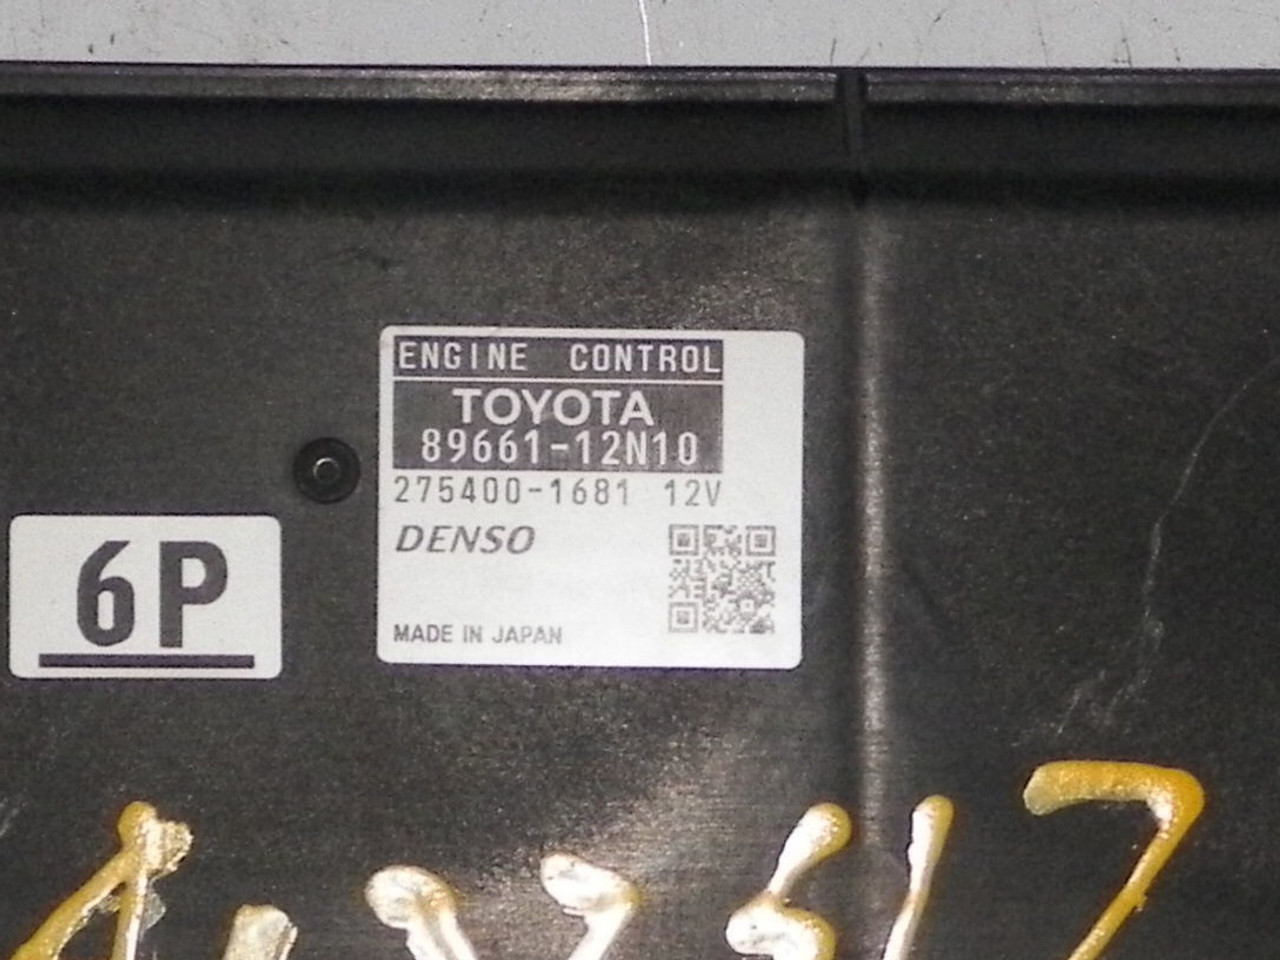 ENGINE CONTROL
TOYOTA
89661-12N10
275400-1681 12V
DENSO
MADE IN JAPAN
6P